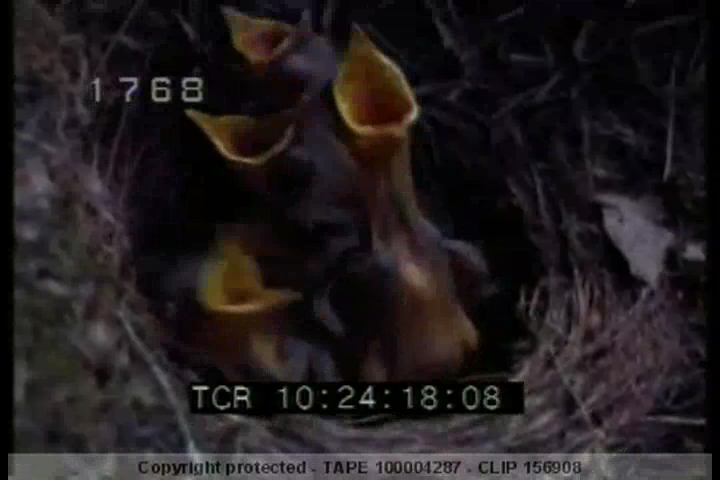 1768
TCR 10:24:18:08
Copyright protected - TAPE 100004287 - CLIP 156908